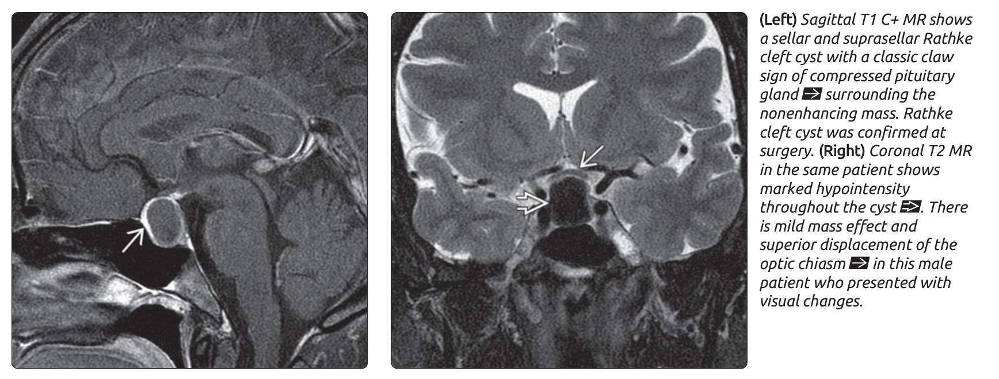 (Left) Sagittal T1 C+ MR shows
a sellar and suprasellar Rathke
cleft cyst with a classic claw
sign of compressed pituitary
gland surrounding the
nonenhancing mass. Rathke
cleft cyst was confirmed at
surgery. (Right) Coronal T2 MR
in the same patient shows
marked hypointensity
throughout the cyst . There
is mild mass effect and
superior displacement of the
optic chiasm in this male
patient who presented with
visual changes.